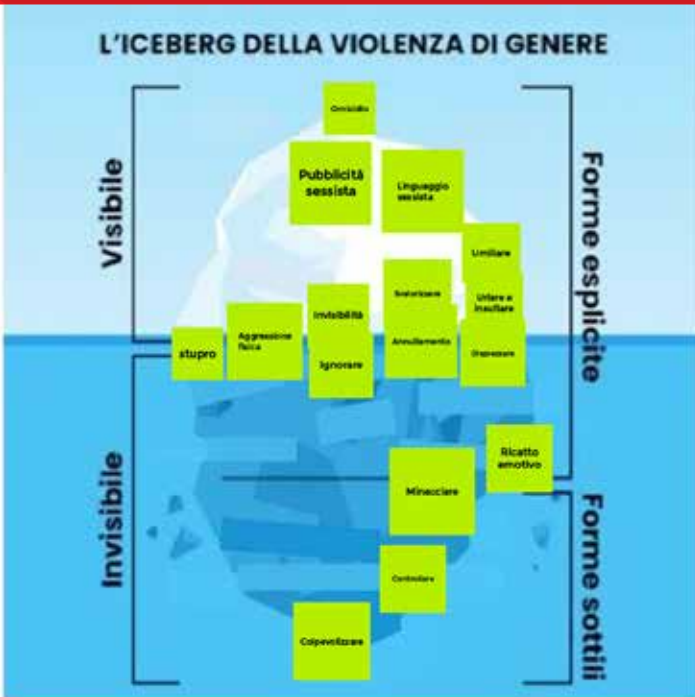 L'ICEBERG DELLA VIOLENZA DI GENERE
Visibile
Forme esplicite
Omicidio
Pubblicità
sessista
Linguaggio
sessista
Umiliare
Svalorizzare
Urlare e
insultare
Invisibilità
Aggressione
fisica
Annullamento
stupro
Ignorare
Disprezzare
Invisibile
Forme sottili
Ricatto
emotivo
Minacciare
Controllare
Colpevolizzare